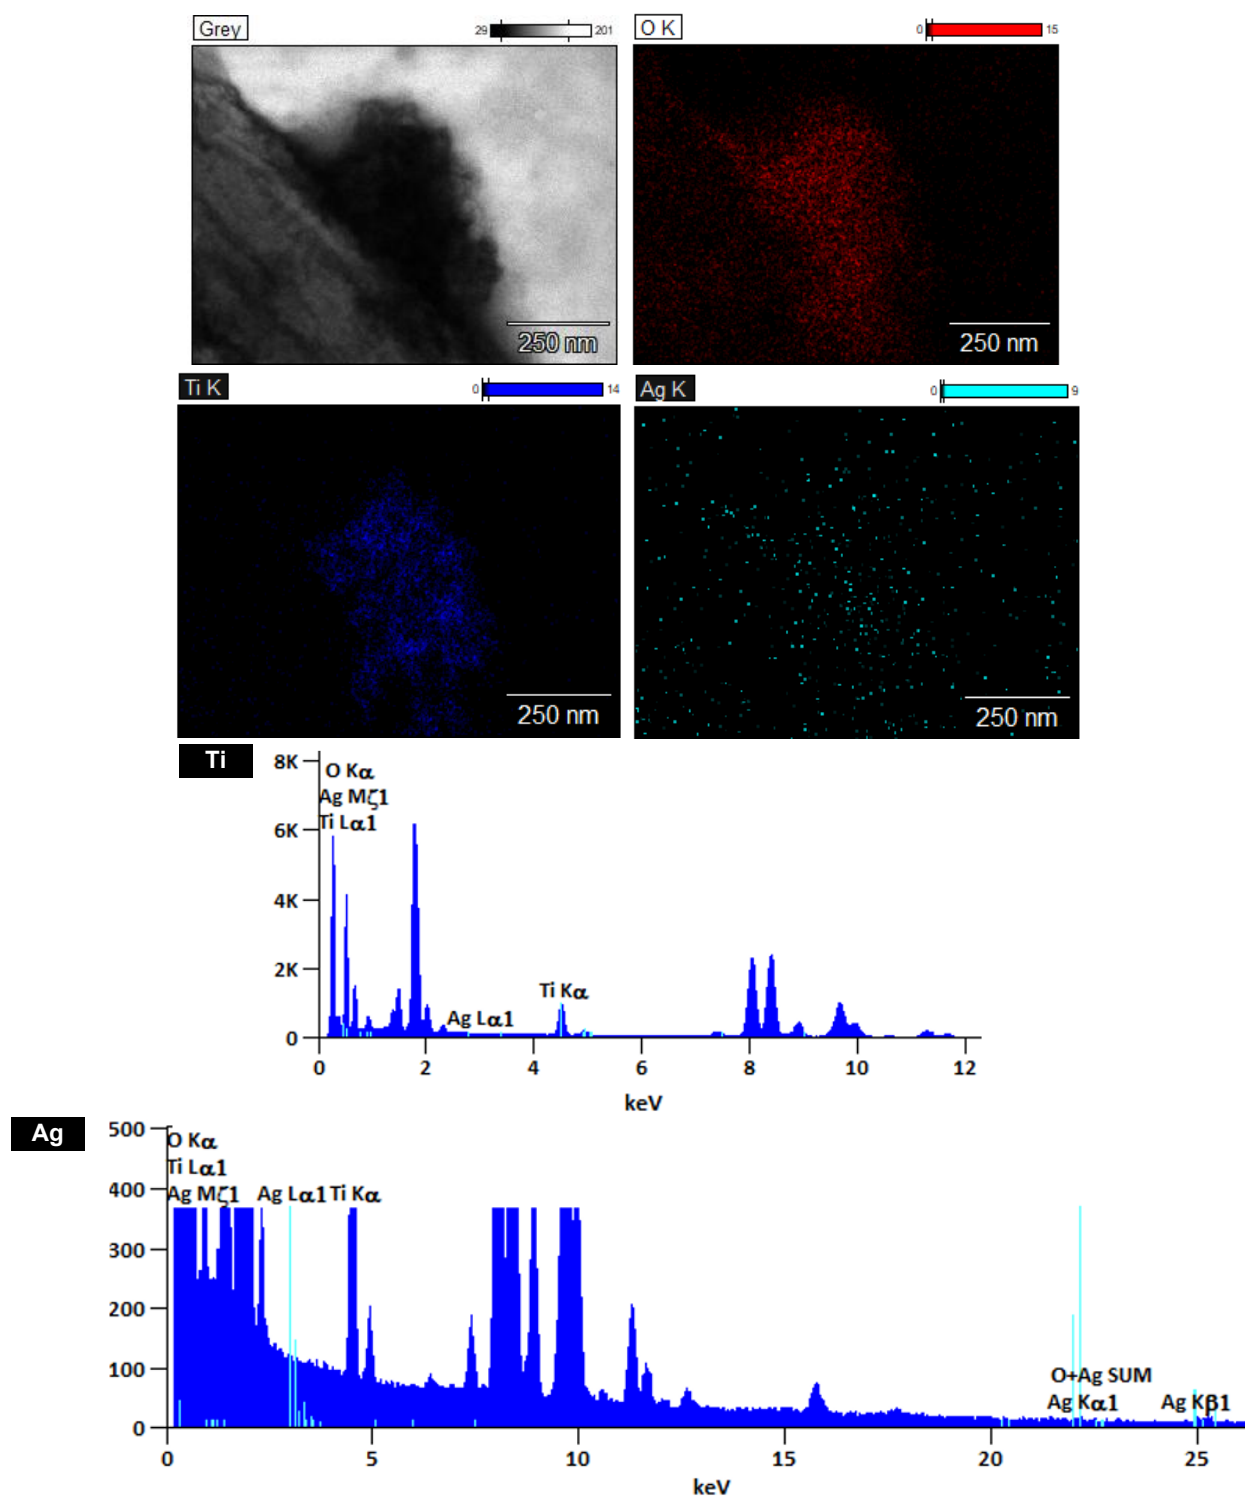 Grey 29 201
O K 0 15
250 nm 250 nm
Ti K 0 14
Ag K 0 9
250 nm 250 nm
Ti
8K
6K
4K
2K
0
O Kα
Ag Mζ1
Ti Lα1
Ag Lα1
Ti Kα
0 2 4 6 8 10 12
keV
Ag
500
400
300
200
100
0
O Kα
Ti Lα1
Ag Mζ1 Ag Lα1 Ti Kα
O+Ag SUM
Ag Kα1 Ag Kβ1
0 5 10 15 20 25
keV